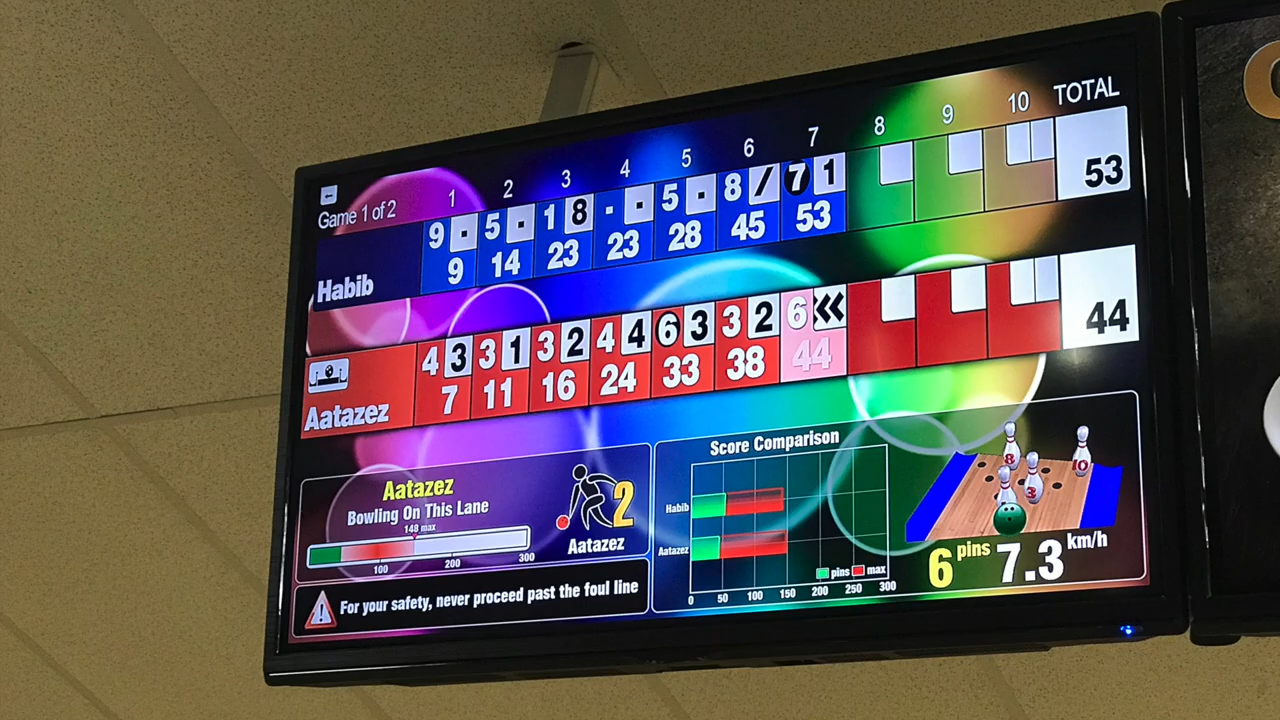 1 2 3 4 5 6 7 8 9 10 TOTAL
Game 1 of 2
9 - 5 - 1 8 - - 5 - 8 / 7 1
Habib 9 14 23 23 28 45 53 53
4 3 3 1 3 2 4 4 6 3 3 2 6
Aatazez 7 11 16 24 33 38 44 44
Aatazez
Bowling On This Lane
148 max
100 200 300
2
Aatazez
For your safety, never proceed past the foul line
Score Comparison
Habib
Aatazez
pins max
0 50 100 150 200 250 300
8 10
3
6 pins 7.3 km/h